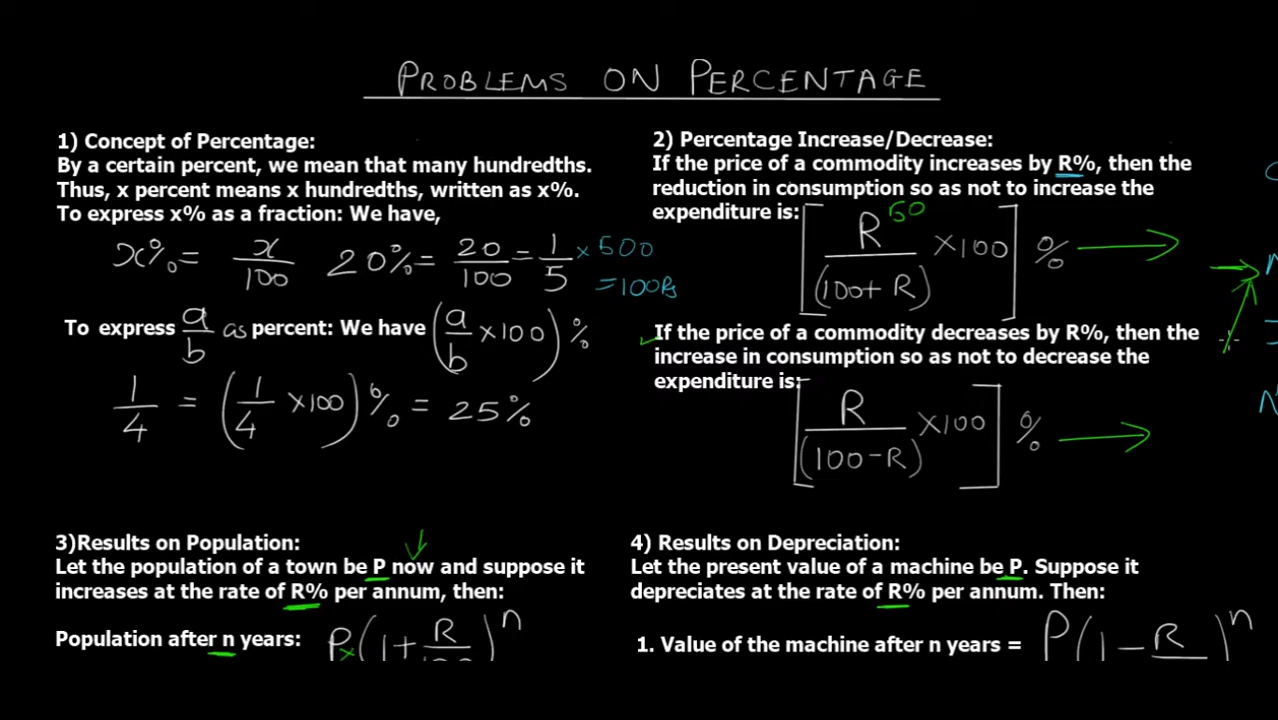 PROBLEMS ON PERCENTAGE
1) Concept of Percentage:
By a certain percent, we mean that many hundredths.
Thus, x percent means x hundredths, written as x%.
To express x% as a fraction: We have,
x% = x/100 20% = 20/100 = 1/5 × 500
= 100Rs
To express a/b as percent: We have (a/b × 100)%
1/4 = (1/4 × 100)% = 25%
2) Percentage Increase/Decrease:
If the price of a commodity increases by R%, then the
reduction in consumption so as not to increase the
expenditure is:
[R/(100+R) × 100]%
50
If the price of a commodity decreases by R%, then the
increase in consumption so as not to decrease the
expenditure is:
[R/(100-R) × 100]%
3)Results on Population:
Let the population of a town be P now and suppose it
increases at the rate of R% per annum, then:
Population after n years: P×(1+R/100)^n
4) Results on Depreciation:
Let the present value of a machine be P. Suppose it
depreciates at the rate of R% per annum. Then:
1. Value of the machine after n years = P(1-R)^n